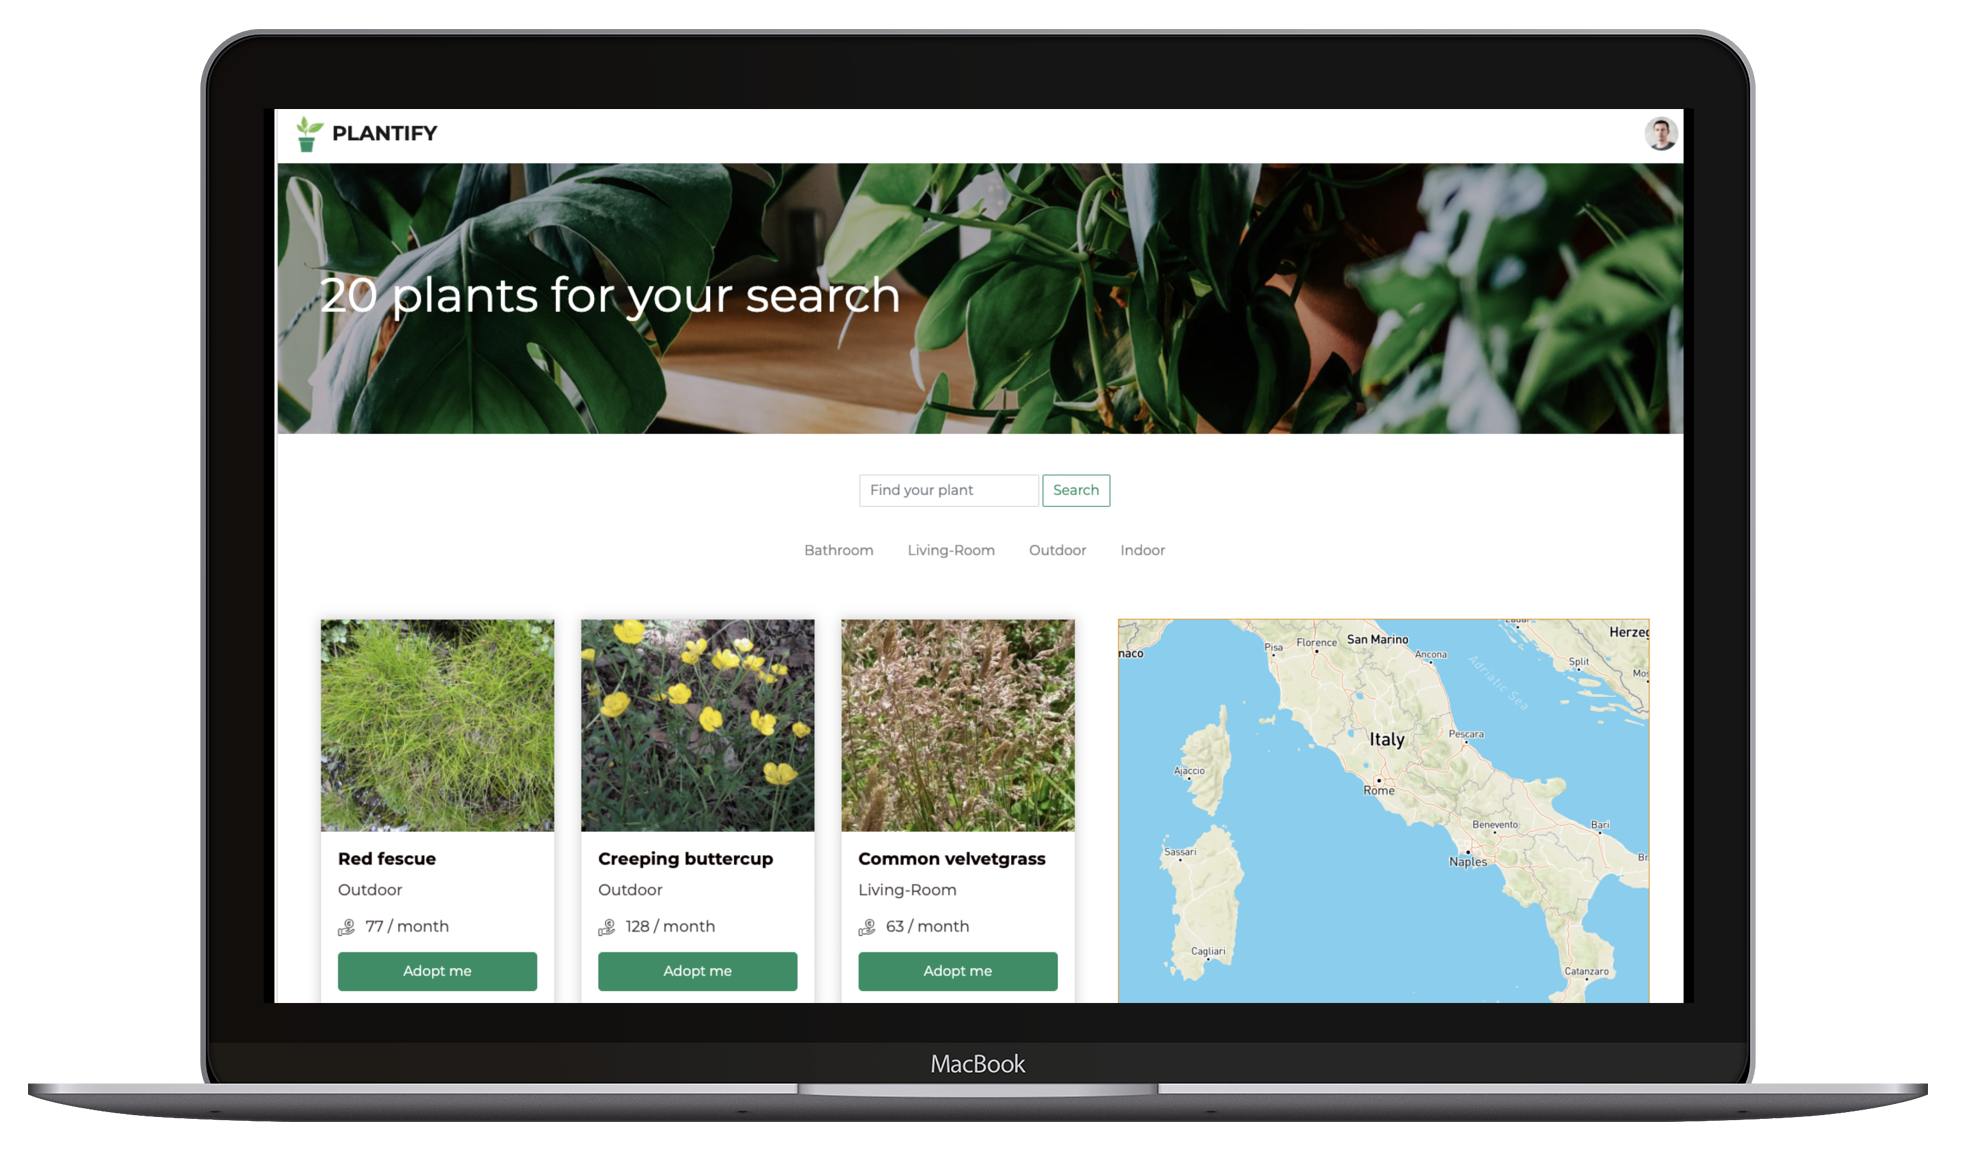 PLANTIFY
20 plants for your search
Find your plant
Search
Bathroom Living-Room Outdoor Indoor
Red fescue
Outdoor
77 / month
Adopt me
Creeping buttercup
Outdoor
128 / month
Adopt me
Common velvetgrass
Living-Room
63 / month
Adopt me
naco
Pisa
Florence
San Marino
Ancona
Herzeg
Split
Mos
Adriatic Sea
Italy
Pescara
Ajaccio
Rome
Benevento
Bari
Naples
Br
Sassari
Cagliari
Catanzaro
MacBook